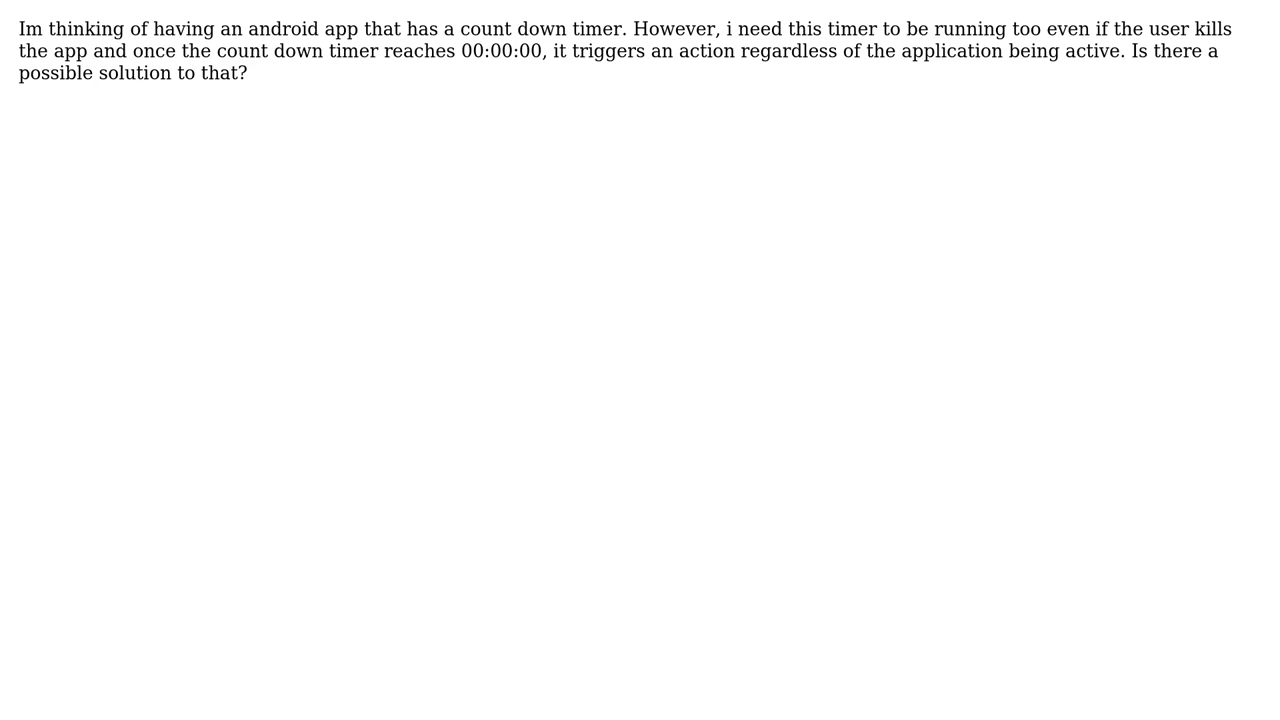 Im thinking of having an android app that has a count down timer. However, i need this timer to be running too even if the user kills
the app and once the count down timer reaches 00:00:00, it triggers an action regardless of the application being active. Is there a
possible solution to that?